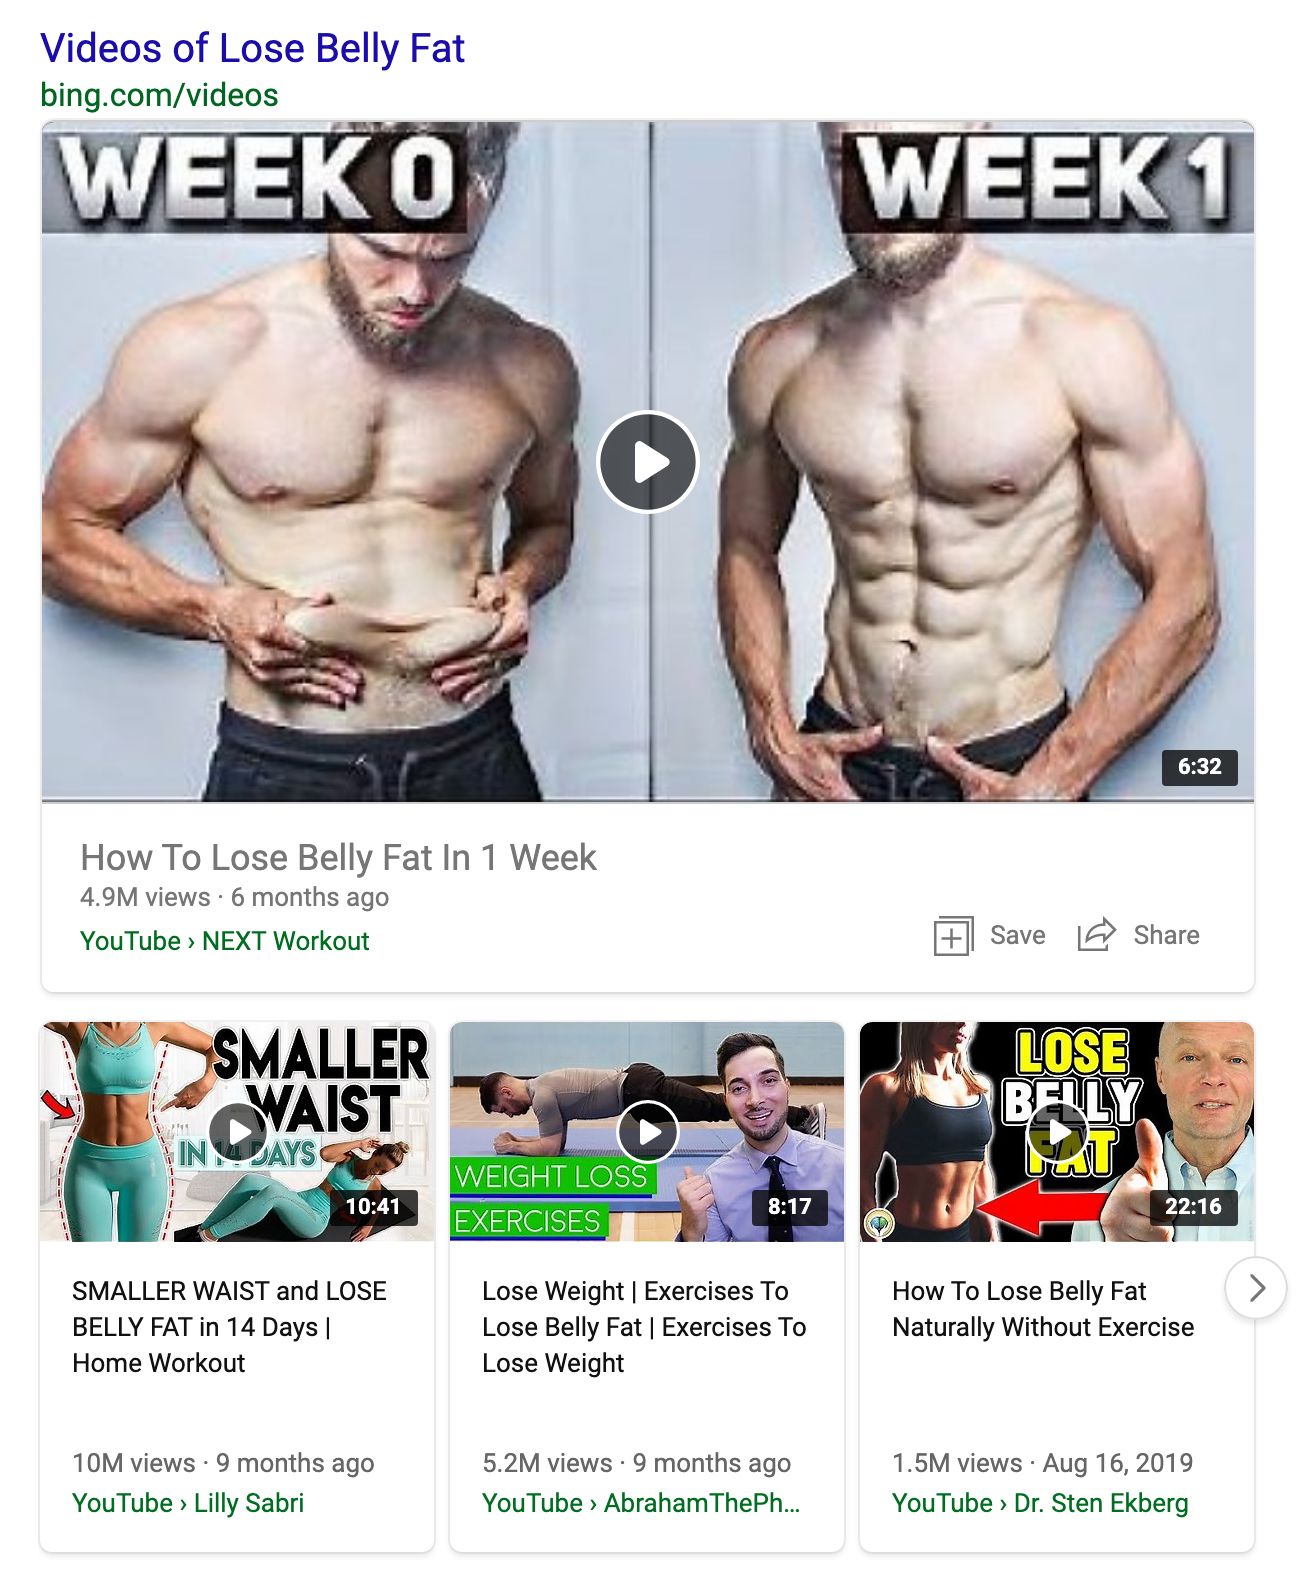 Videos of Lose Belly Fat
bing.com/videos
WEEK 0
WEEK 1
6:32
How To Lose Belly Fat In 1 Week
4.9M views · 6 months ago
YouTube › NEXT Workout
Save
Share
SMALLER
WAIST
IN 14 DAYS
10:41
SMALLER WAIST and LOSE
BELLY FAT in 14 Days |
Home Workout
10M views · 9 months ago
YouTube › Lilly Sabri
WEIGHT LOSS
EXERCISES
8:17
Lose Weight | Exercises To
Lose Belly Fat | Exercises To
Lose Weight
5.2M views · 9 months ago
YouTube › AbrahamThePh...
LOSE
BELLY
FAT
22:16
How To Lose Belly Fat
Naturally Without Exercise
1.5M views · Aug 16, 2019
YouTube › Dr. Sten Ekberg